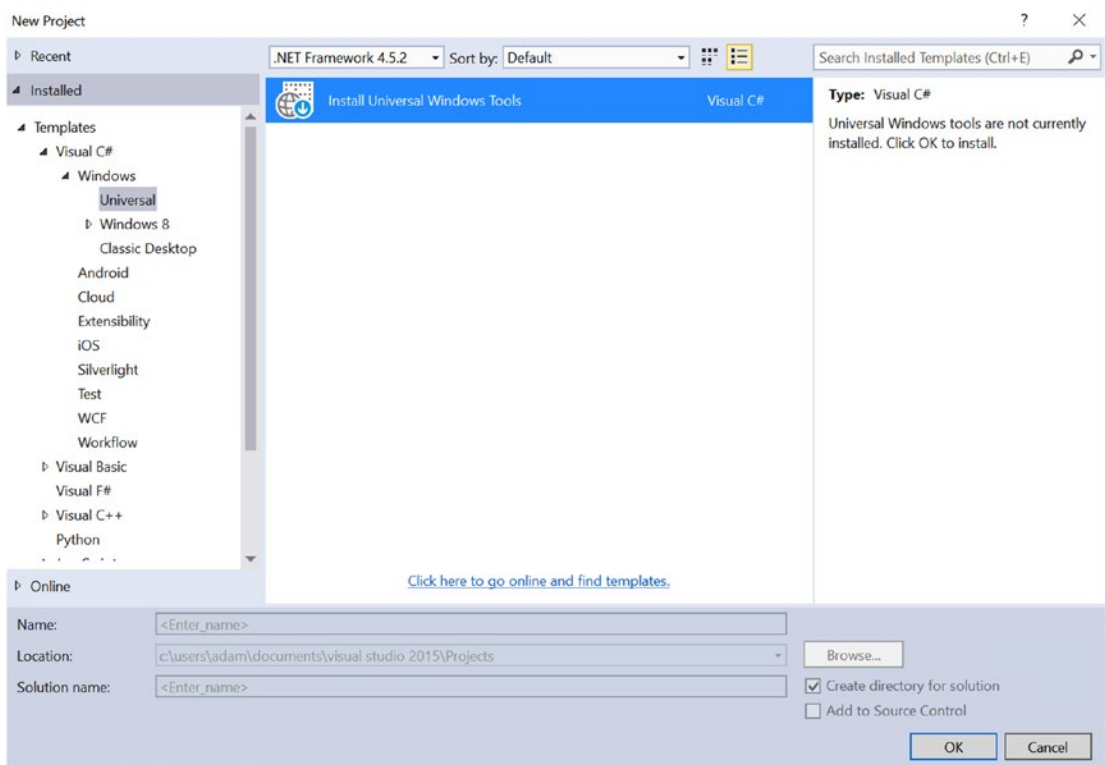 New Project
?
Recent
.NET Framework 4.5.2
Sort by:
Default
Search Installed Templates (Ctrl+E)
Installed
Templates
Visual C#
Windows
Universal
Windows 8
Classic Desktop
Android
Cloud
Extensibility
iOS
Silverlight
Test
WCF
Workflow
Visual Basic
Visual F#
Visual C++
Python
Online
Install Universal Windows Tools
Visual C#
Click here to go online and find templates.
Type: Visual C#
Universal Windows tools are not currently
installed. Click OK to install.
Name:
<Enter_name>
Location:
c:\users\adam\documents\visual studio 2015\Projects
Browse...
Solution name:
<Enter_name>
Create directory for solution
Add to Source Control
OK
Cancel